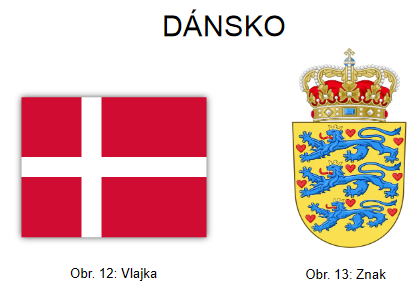 DÁNSKO
Obr. 12: Vlajka
Obr. 13: Znak